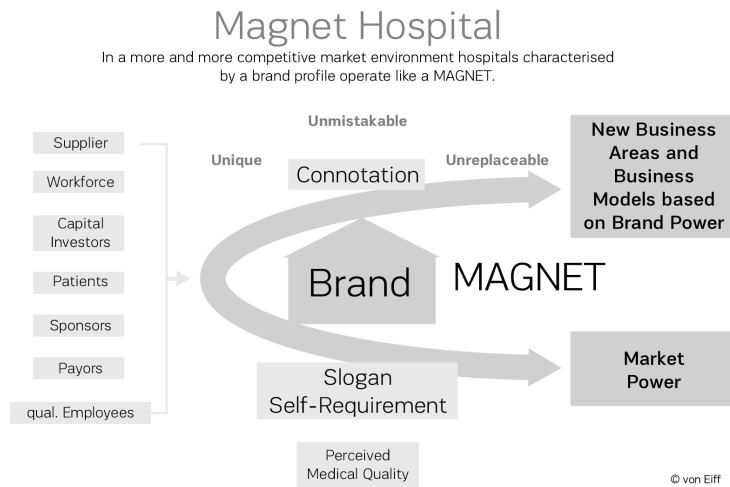 Magnet Hospital
In a more and more competitive market environment hospitals characterised
by a brand profile operate like a MAGNET.
Supplier
Workforce
Capital
Investors
Patients
Sponsors
Payors
qual. Employees
Unmistakable
Unique
Unreplaceable
Connotation
Brand
MAGNET
Slogan
Self-Requirement
Perceived
Medical Quality
New Business
Areas and
Business
Models based
on Brand Power
Market
Power
© von Eiff